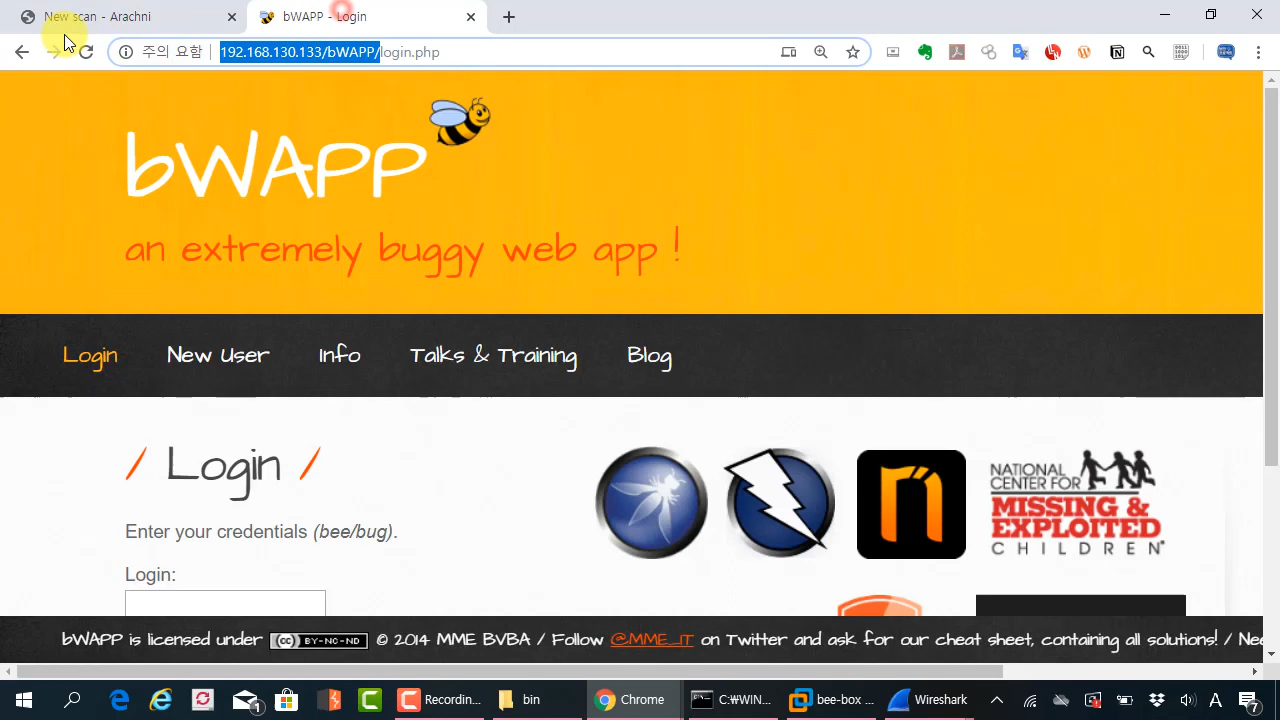 New scan - Arachni
bWAPP - Login
주의 요함
192.168.130.133/bWAPP/login.php
bWAPP
an extremely buggy web app !
Login
New User
Info
Talks & Training
Blog
/ Login /
Enter your credentials (bee/bug).
NATIONAL
CENTER FOR
MISSING &
EXPLOITED
CHILDREN®
Login:
bWAPP is licensed under (cc) BY-NC-ND © 2014 MME BVBA / Follow @MME_IT on Twitter and ask for our cheat sheet, containing all solutions! / Nee
1
Recordin...
bin
Chrome
C:₩WIN...
bee-box ...
Wireshark
A
7